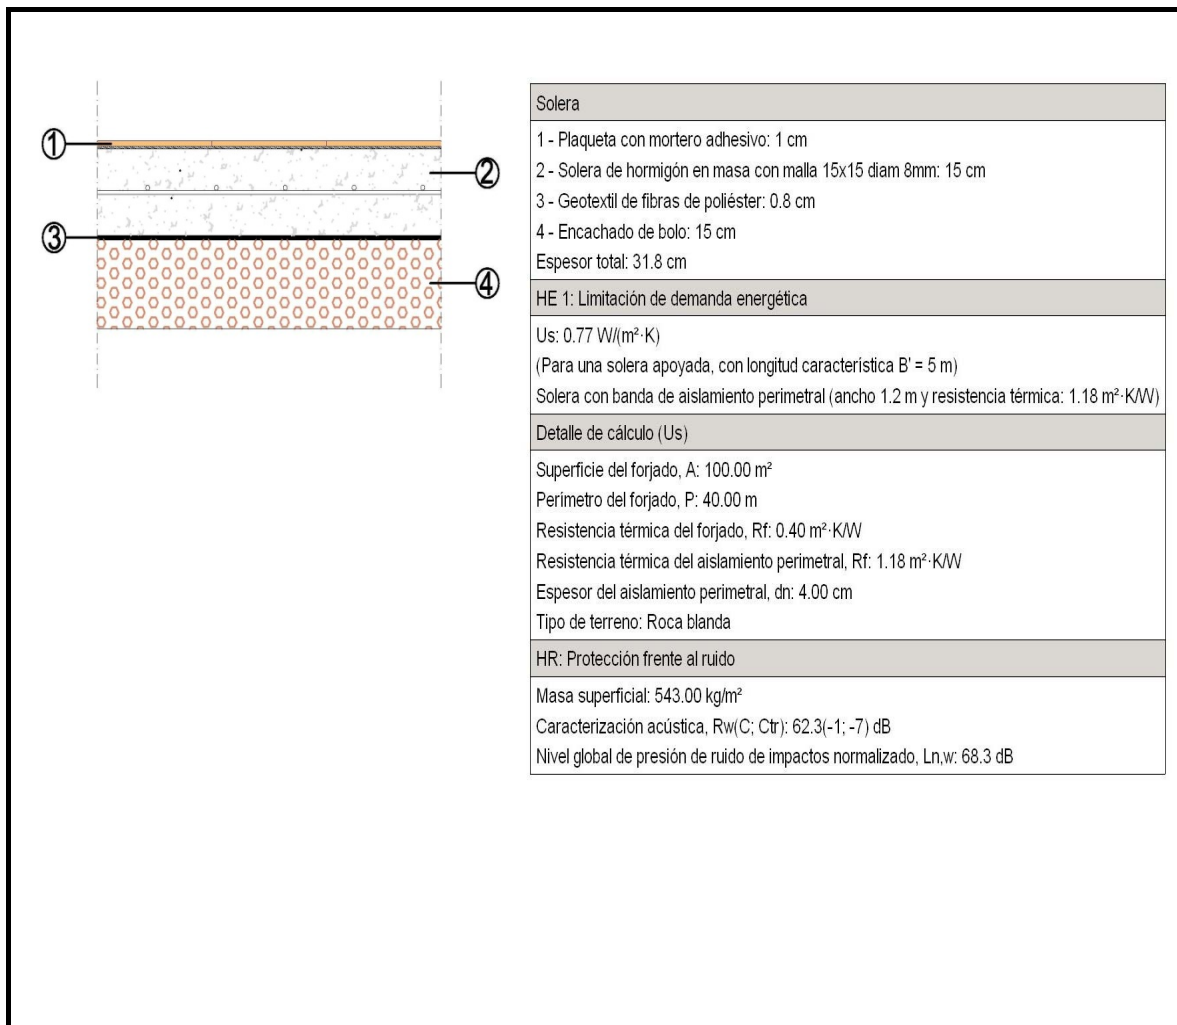 1
2
3
4
Solera
1 - Plaqueta con mortero adhesivo: 1 cm
2 - Solera de hormigón en masa con malla 15x15 diam 8mm: 15 cm
3 - Geotextil de fibras de poliéster: 0.8 cm
4 - Encachado de bolo: 15 cm
Espesor total: 31.8 cm
HE 1: Limitación de demanda energética
Us: 0.77 W/(m²·K)
(Para una solera apoyada, con longitud característica B' = 5 m)
Solera con banda de aislamiento perimetral (ancho 1.2 m y resistencia térmica: 1.18 m²·K/W)
Detalle de cálculo (Us)
Superficie del forjado, A: 100.00 m²
Perímetro del forjado, P: 40.00 m
Resistencia térmica del forjado, Rf: 0.40 m²·K/W
Resistencia térmica del aislamiento perimetral, Rf: 1.18 m²·K/W
Espesor del aislamiento perimetral, dn: 4.00 cm
Tipo de terreno: Roca blanda
HR: Protección frente al ruido
Masa superficial: 543.00 kg/m²
Caracterización acústica, Rw(C; Ctr): 62.3(-1; -7) dB
Nivel global de presión de ruido de impactos normalizado, Ln,w: 68.3 dB